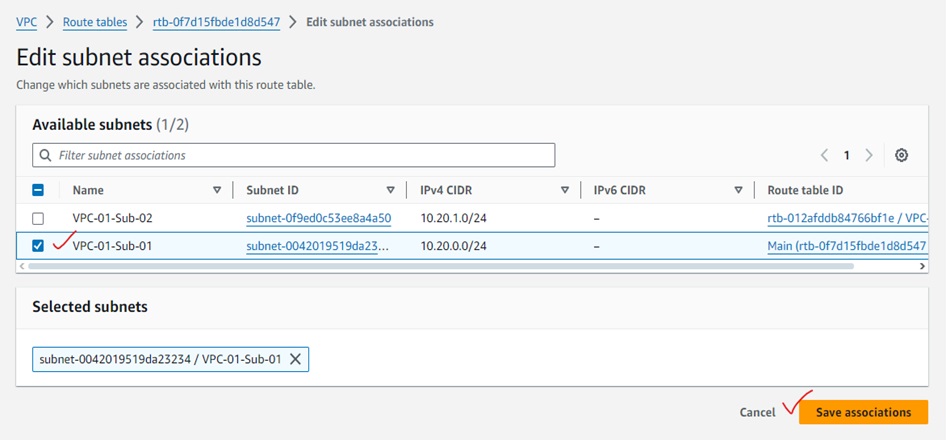 VPC > Route tables > rtb-0f7d15fbde1d8d547 > Edit subnet associations
Edit subnet associations
Change which subnets are associated with this route table.
Available subnets (1/2)
Filter subnet associations
1
Name Subnet ID IPv4 CIDR IPv6 CIDR Route table ID
VPC-01-Sub-02 subnet-0f9ed0c53ee8a4a50 10.20.1.0/24 – rtb-012afddb84766bf1e / VPC-
VPC-01-Sub-01 subnet-0042019519da23... 10.20.0.0/24 – Main (rtb-0f7d15fbde1d8d547
Selected subnets
subnet-0042019519da23234 / VPC-01-Sub-01
Cancel Save associations